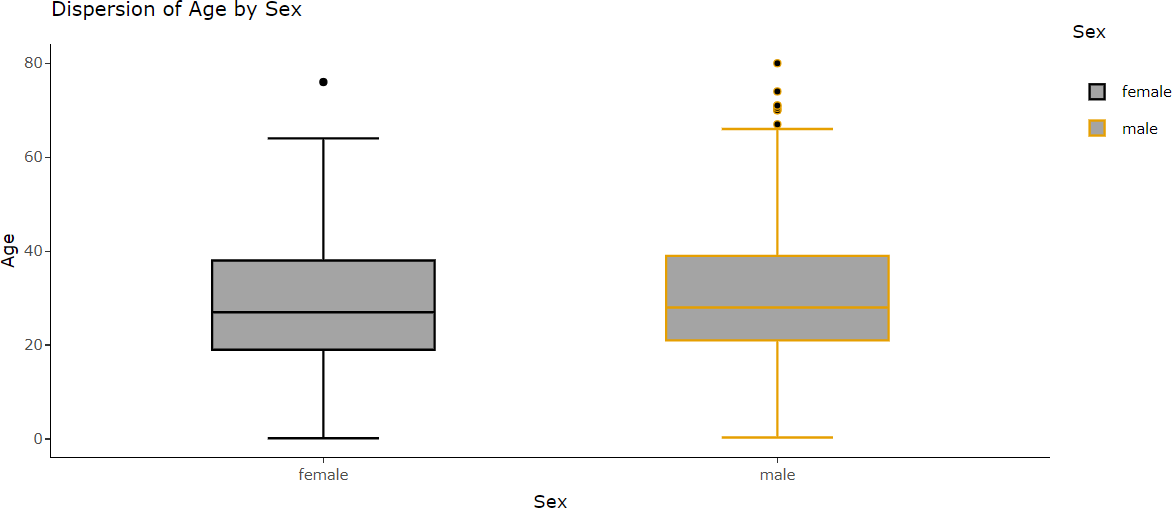 Dispersion of Age by Sex
Sex
female
male
80
60
40
20
0
Age
female
male
Sex